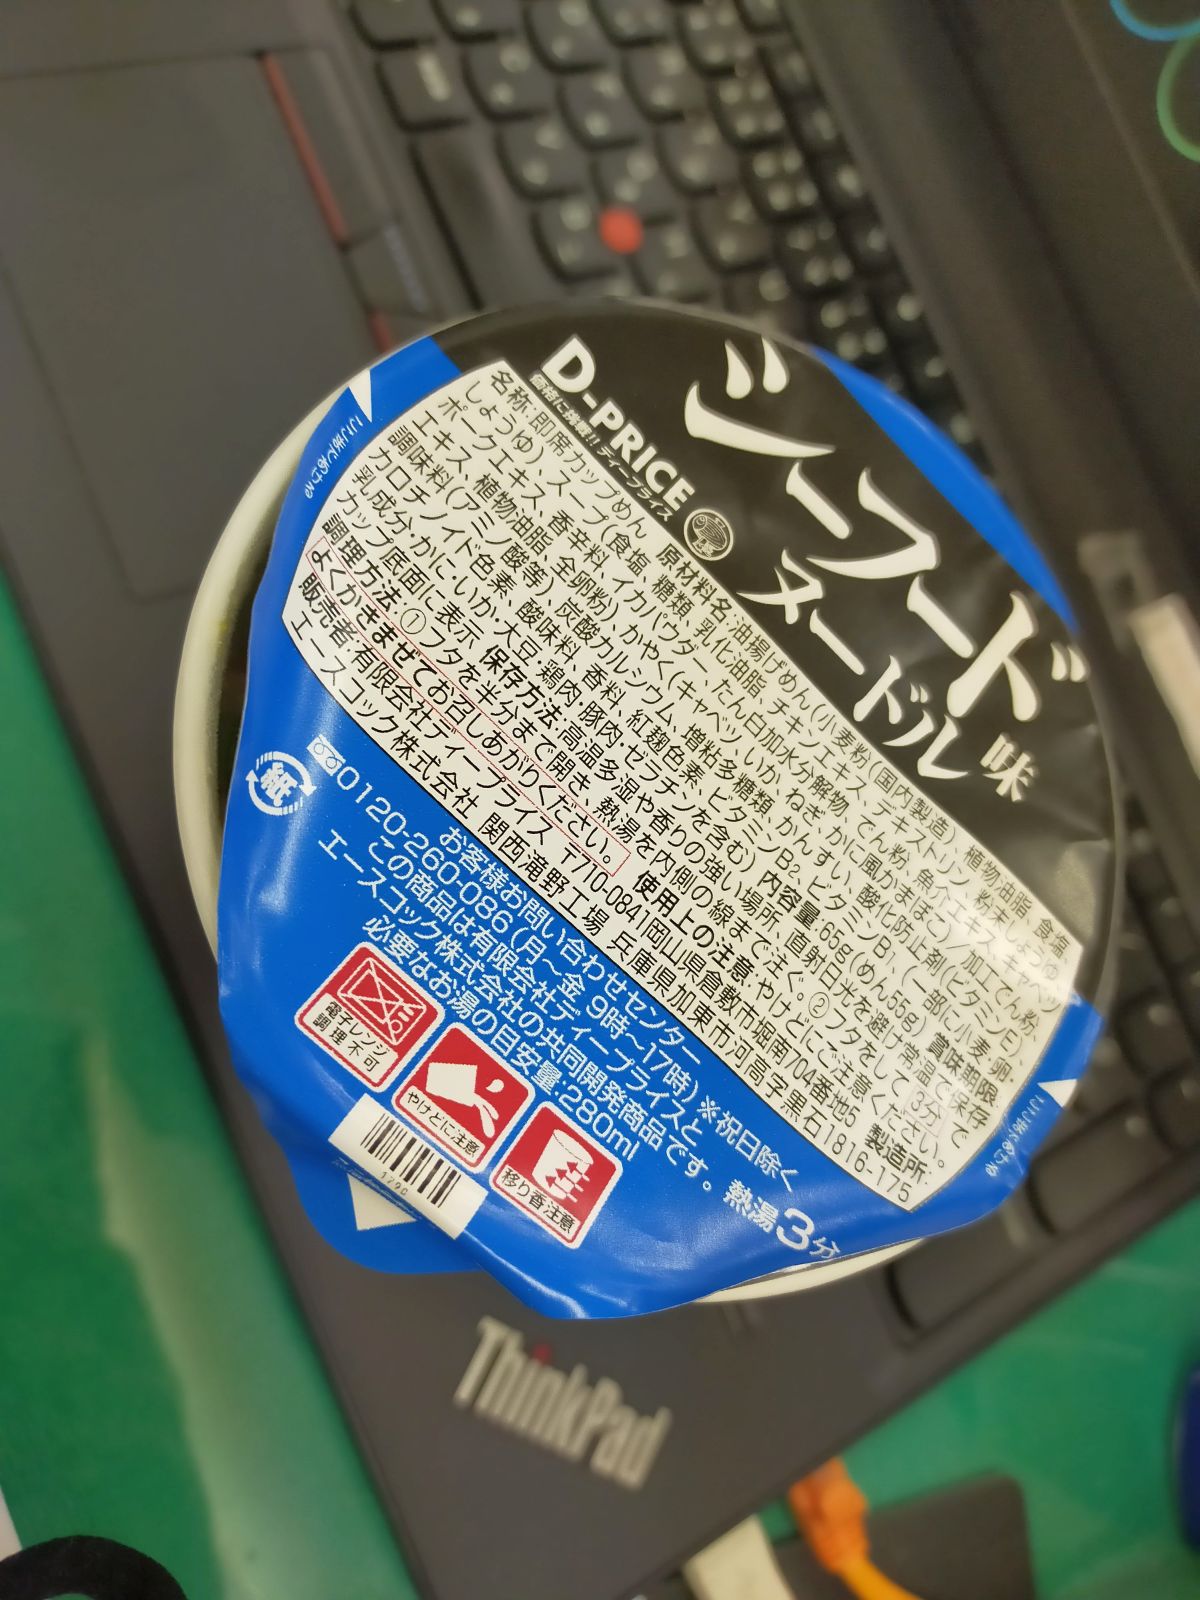 D-PRICE
価格に挑戦!! ディープライス
シーフード
ヌードル味
名称:即席カップめん 原材料名:油揚げめん(小麦粉(国内製造)、植物油脂、食塩、
しょうゆ)、スープ(食塩、糖類、乳化油脂、チキンエキス、デキストリン、粉末しょうゆ、
ポークエキス、香辛料、イカパウダー、たん白加水分解物、でん粉、魚介エキス、キャベツ
エキス、植物油脂、全卵粉)、かやく(キャベツ、いか、ねぎ、かに風かまぼこ)/加工でん粉、
調味料(アミノ酸等)、炭酸カルシウム、増粘多糖類、かんすい、酸化防止剤(ビタミンE)、
カロチノイド色素、酸味料、香料、紅麹色素、ビタミンB2、ビタミンB1、(一部に小麦・卵・
乳成分・かに・いか・大豆・鶏肉・豚肉・ゼラチンを含む) 内容量:65g(めん55g) 賞味期限:
カップ底面に表示 保存方法:高温多湿や香りの強い場所、直射日光を避け常温で保存
調理方法:①フタを半分まで開き、熱湯を内側の線まで注ぐ。②フタをして、3分で
よくかきまぜてお召しあがりください。 使用上の注意:やけどにご注意ください。
販売者:有限会社ディープライス 〒710-0841岡山県倉敷市堀南704番地5 製造所:
エースコック株式会社 関西滝野工場 兵庫県加東市河高字黒石1816-175
ここまであける
ここまであける
紙
お客様お問い合わせセンター
0120-260-086(月~金 9時~17時)※祝日除く
この商品は有限会社ディープライスと
エースコック株式会社の共同開発商品です。
必要なお湯の目安量:280ml
熱湯3分
電子レンジ
調理不可
やけどに注意
移り香注意
1290
ThinkPad